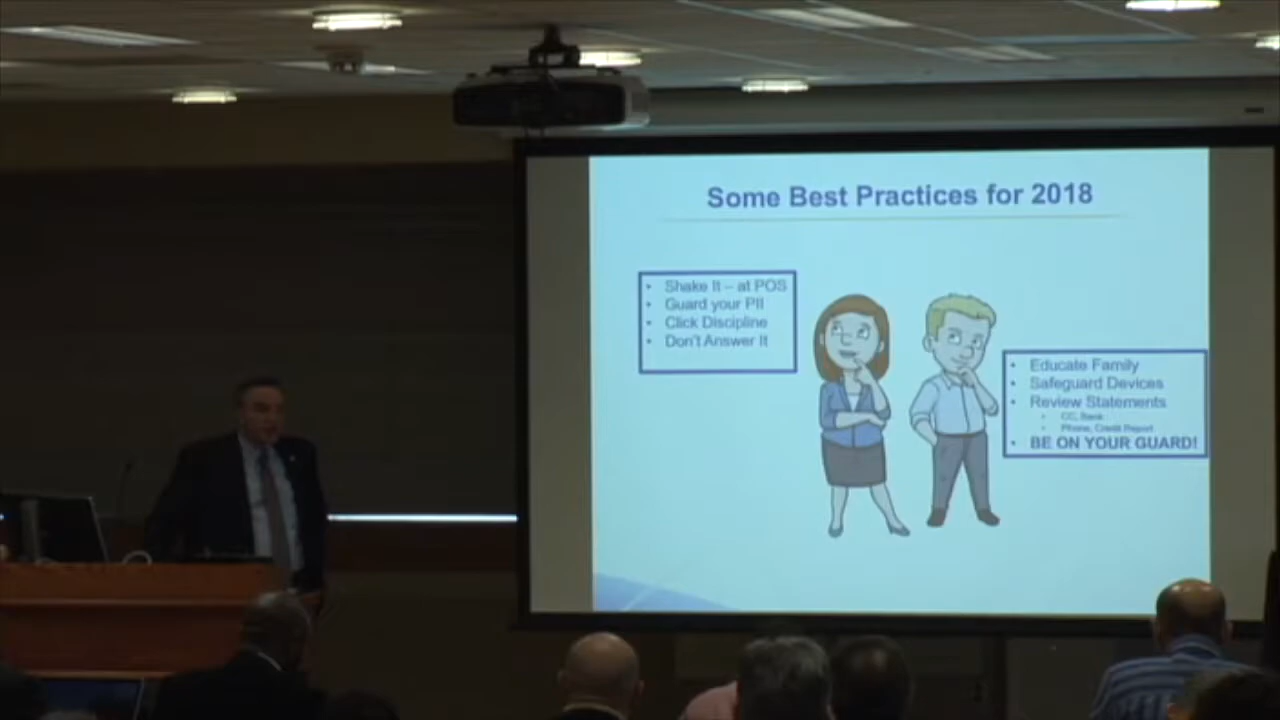 Some Best Practices for 2018
• Shake It – at POS
• Guard your PII
• Click Discipline
• Don't Answer It
• Educate Family
• Safeguard Devices
• Review Statements
• CC, Bank
• Phone, Credit Report
• BE ON YOUR GUARD!